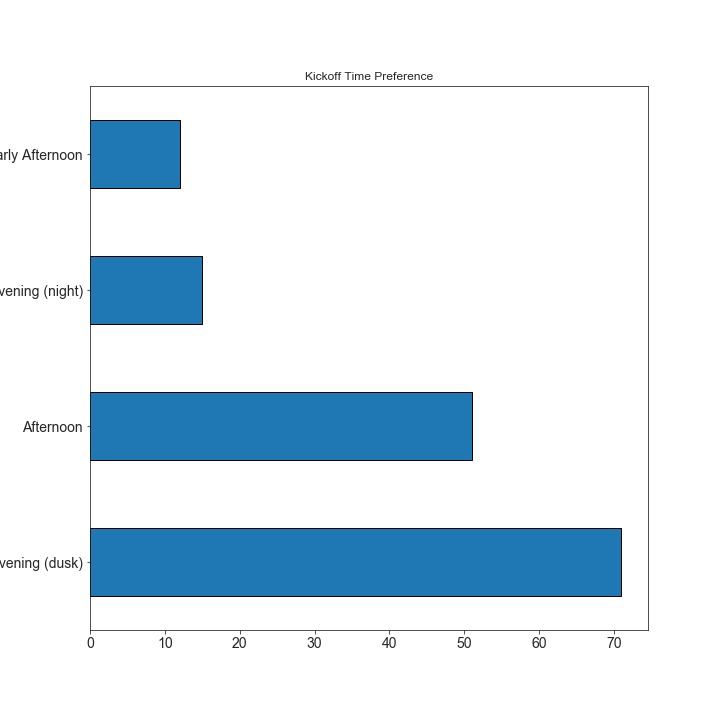 Kickoff Time Preference
arly Afternoon
vening (night)
Afternoon
vening (dusk)
0 10 20 30 40 50 60 70